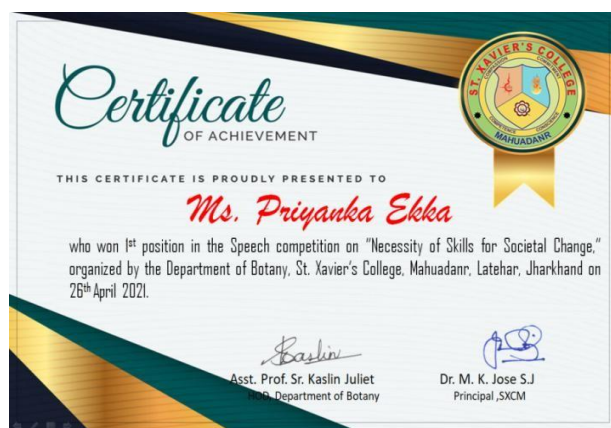 Certificate
OF ACHIEVEMENT
ST. XAVIER'S COLLEGE
MAHUADANR
THIS CERTIFICATE IS PROUDLY PRESENTED TO
Ms. Priyanka Ekka
who won 1st position in the Speech competition on "Necessity of Skills for Societal Change,"
organized by the Department of Botany, St. Xavier's College, Mahuadanr, Latehar, Jharkhand on
26th April 2021.
Kaslin
Asst. Prof. Sr. Kaslin Juliet
HOD, Department of Botany
Dr. M. K. Jose S.J
Principal ,SXCM